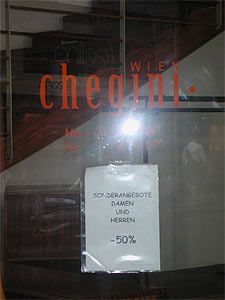 WIEN
chegini.
SONDERANGEBOTE
DAMEN
UND
HERREN
-50%